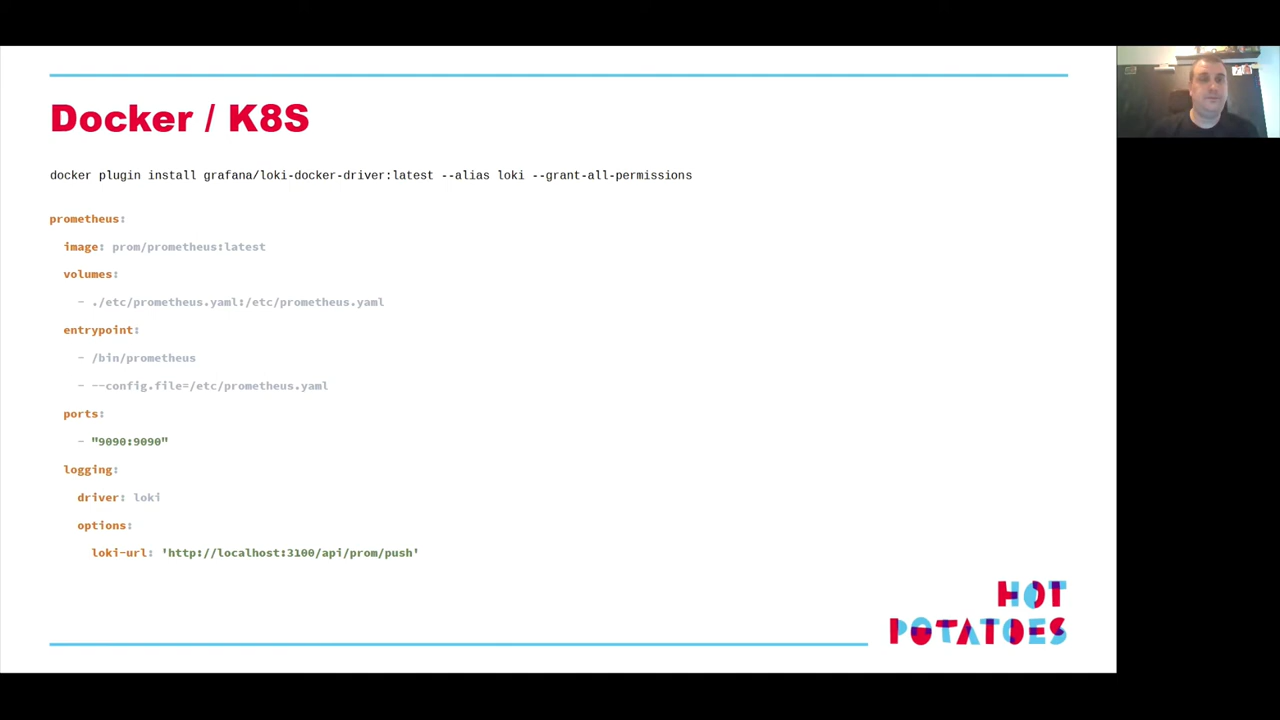 Docker / K8S
docker plugin install grafana/loki-docker-driver:latest --alias loki --grant-all-permissions
prometheus:
image: prom/prometheus:latest
volumes:
- ./etc/prometheus.yaml:/etc/prometheus.yaml
entrypoint:
- /bin/prometheus
- --config.file=/etc/prometheus.yaml
ports:
- "9090:9090"
logging:
driver: loki
options:
loki-url: 'http://localhost:3100/api/prom/push'
HOT
POTATOES